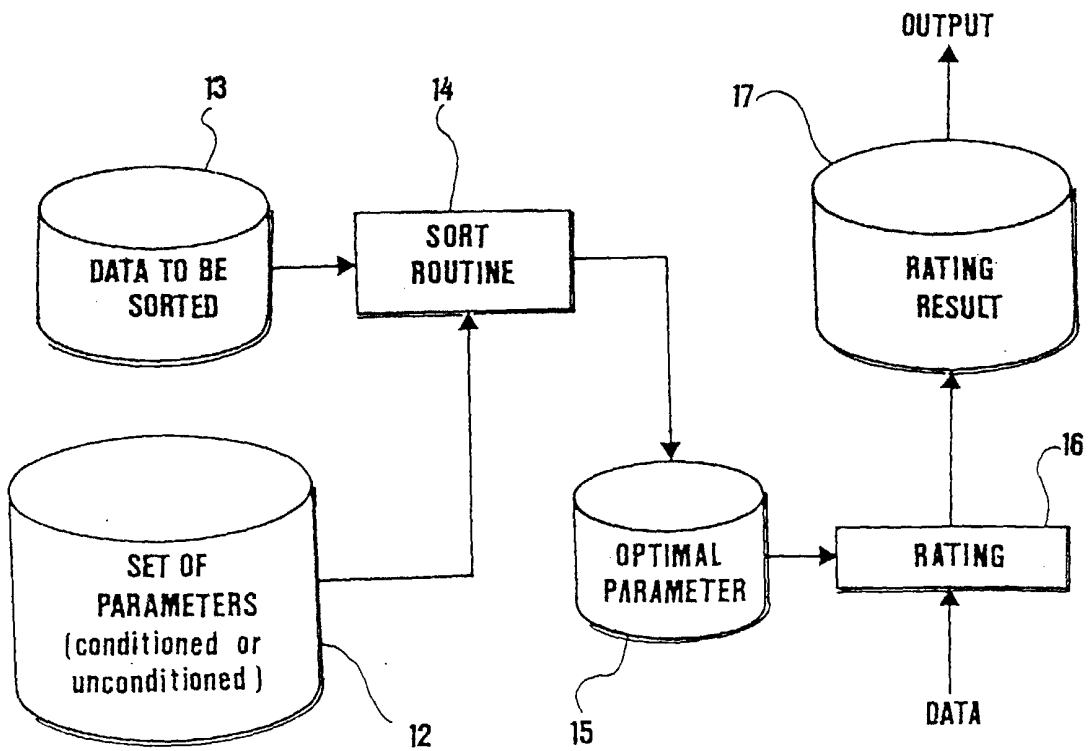 OUTPUT
13
14
17
DATA TO BE
SORTED
SORT
ROUTINE
RATING
RESULT
SET OF
PARAMETERS
(conditioned or
unconditioned)
12
OPTIMAL
PARAMETER
15
16
RATING
DATA